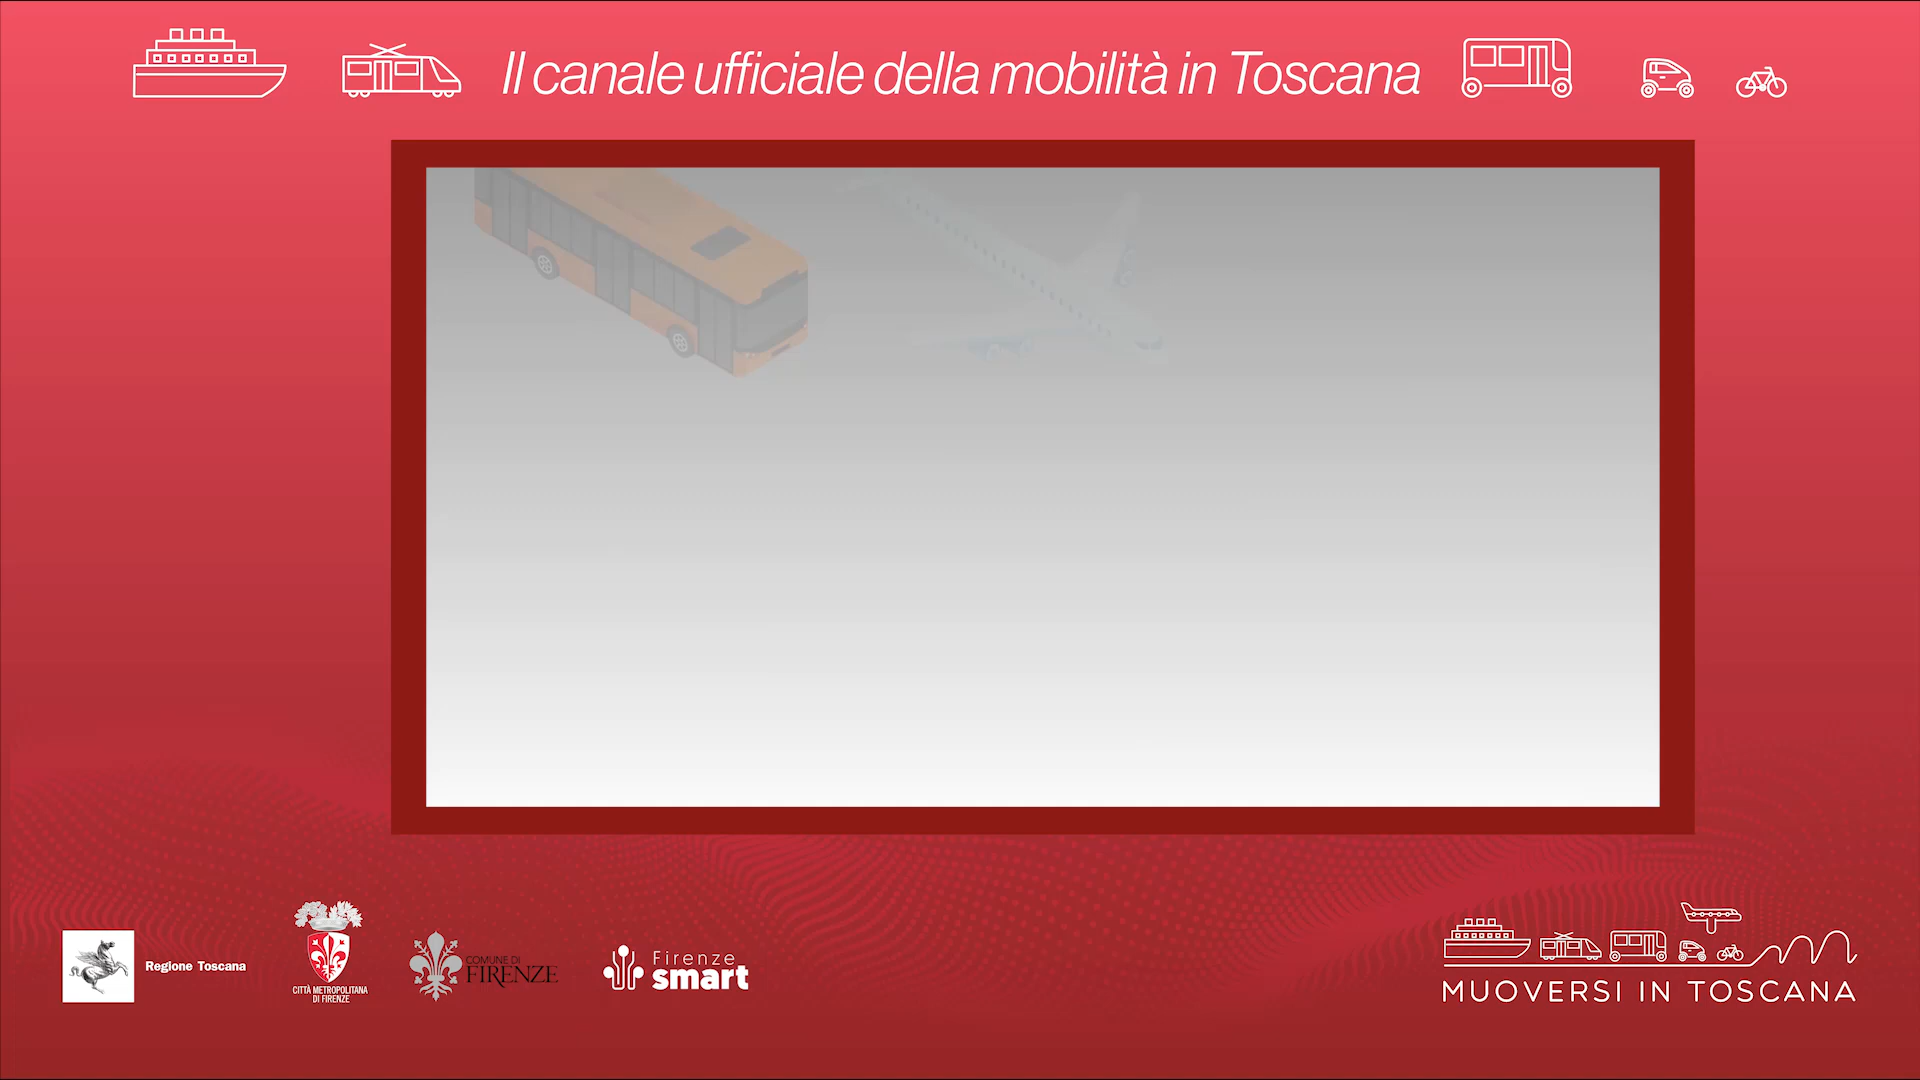 Il canale ufficiale della mobilità in Toscana
Regione Toscana
CITTÀ METROPOLITANA
DI FIRENZE
COMUNE DI
FIRENZE
Firenze
smart
MUOVERSI IN TOSCANA